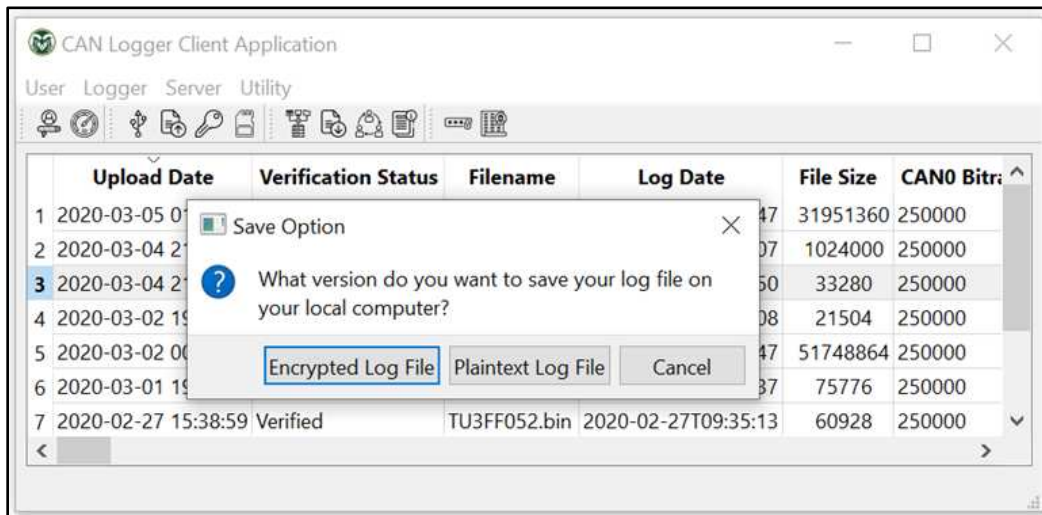 CAN Logger Client Application
User Logger Server Utility
Upload Date Verification Status Filename Log Date File Size CAN0 Bitra
1 2020-03-05 01 47 31951360 250000
Save Option
2 2020-03-04 21 07 1024000 250000
What version do you want to save your log file on
3 2020-03-04 21 50 33280 250000
your local computer?
4 2020-03-02 19 08 21504 250000
5 2020-03-02 00 47 51748864 250000
Encrypted Log File Plaintext Log File Cancel
6 2020-03-01 19 37 75776 250000
7 2020-02-27 15:38:59 Verified TU3FF052.bin 2020-02-27T09:35:13 60928 250000